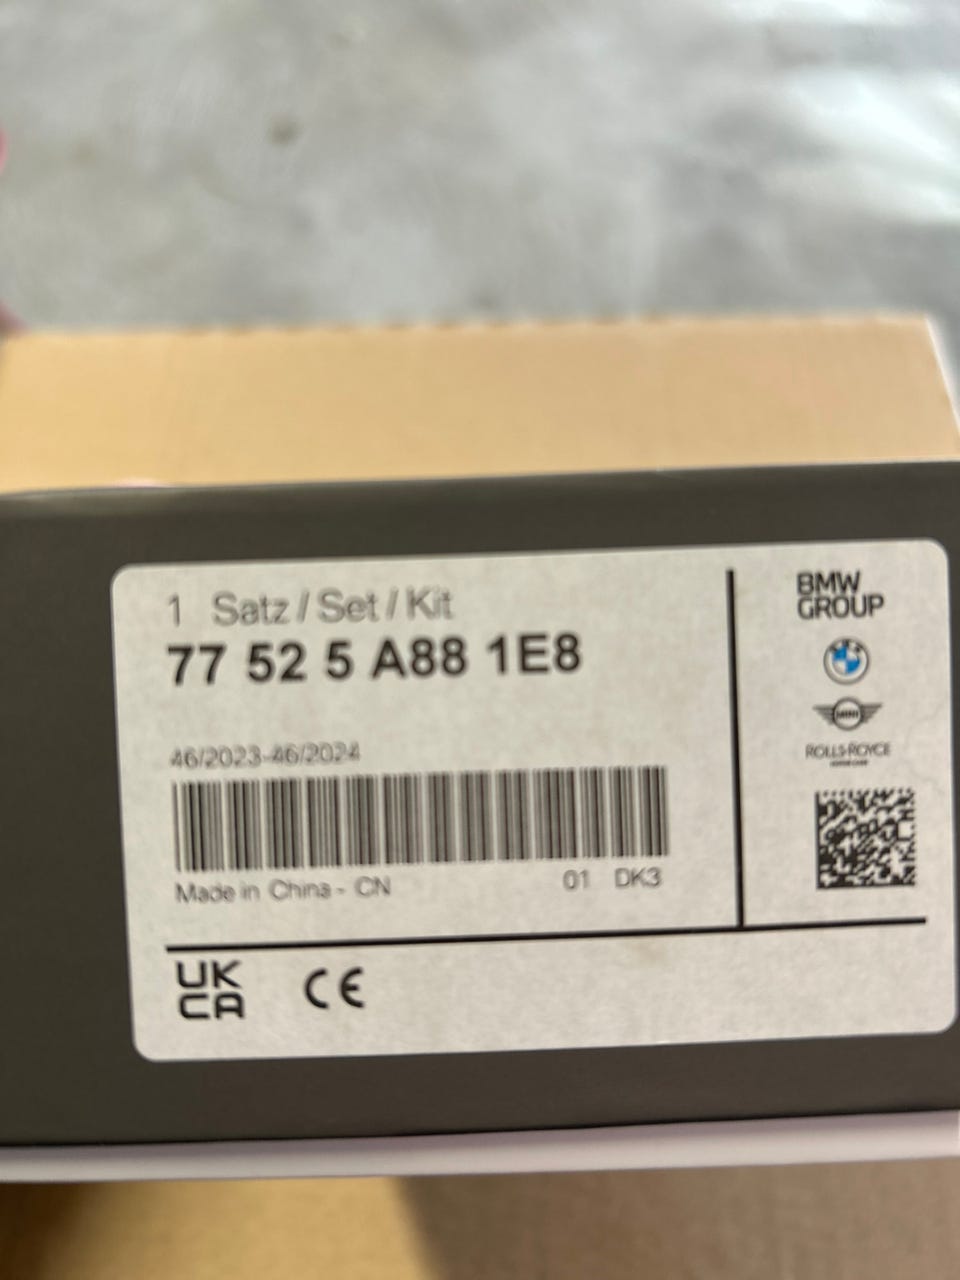 1 Satz / Set / Kit
77 52 5 A88 1E8
46/2023-46/2024
Made in China - CN 01 DK3
UK
CA CE
BMW
GROUP
MINI
ROLLS-ROYCE